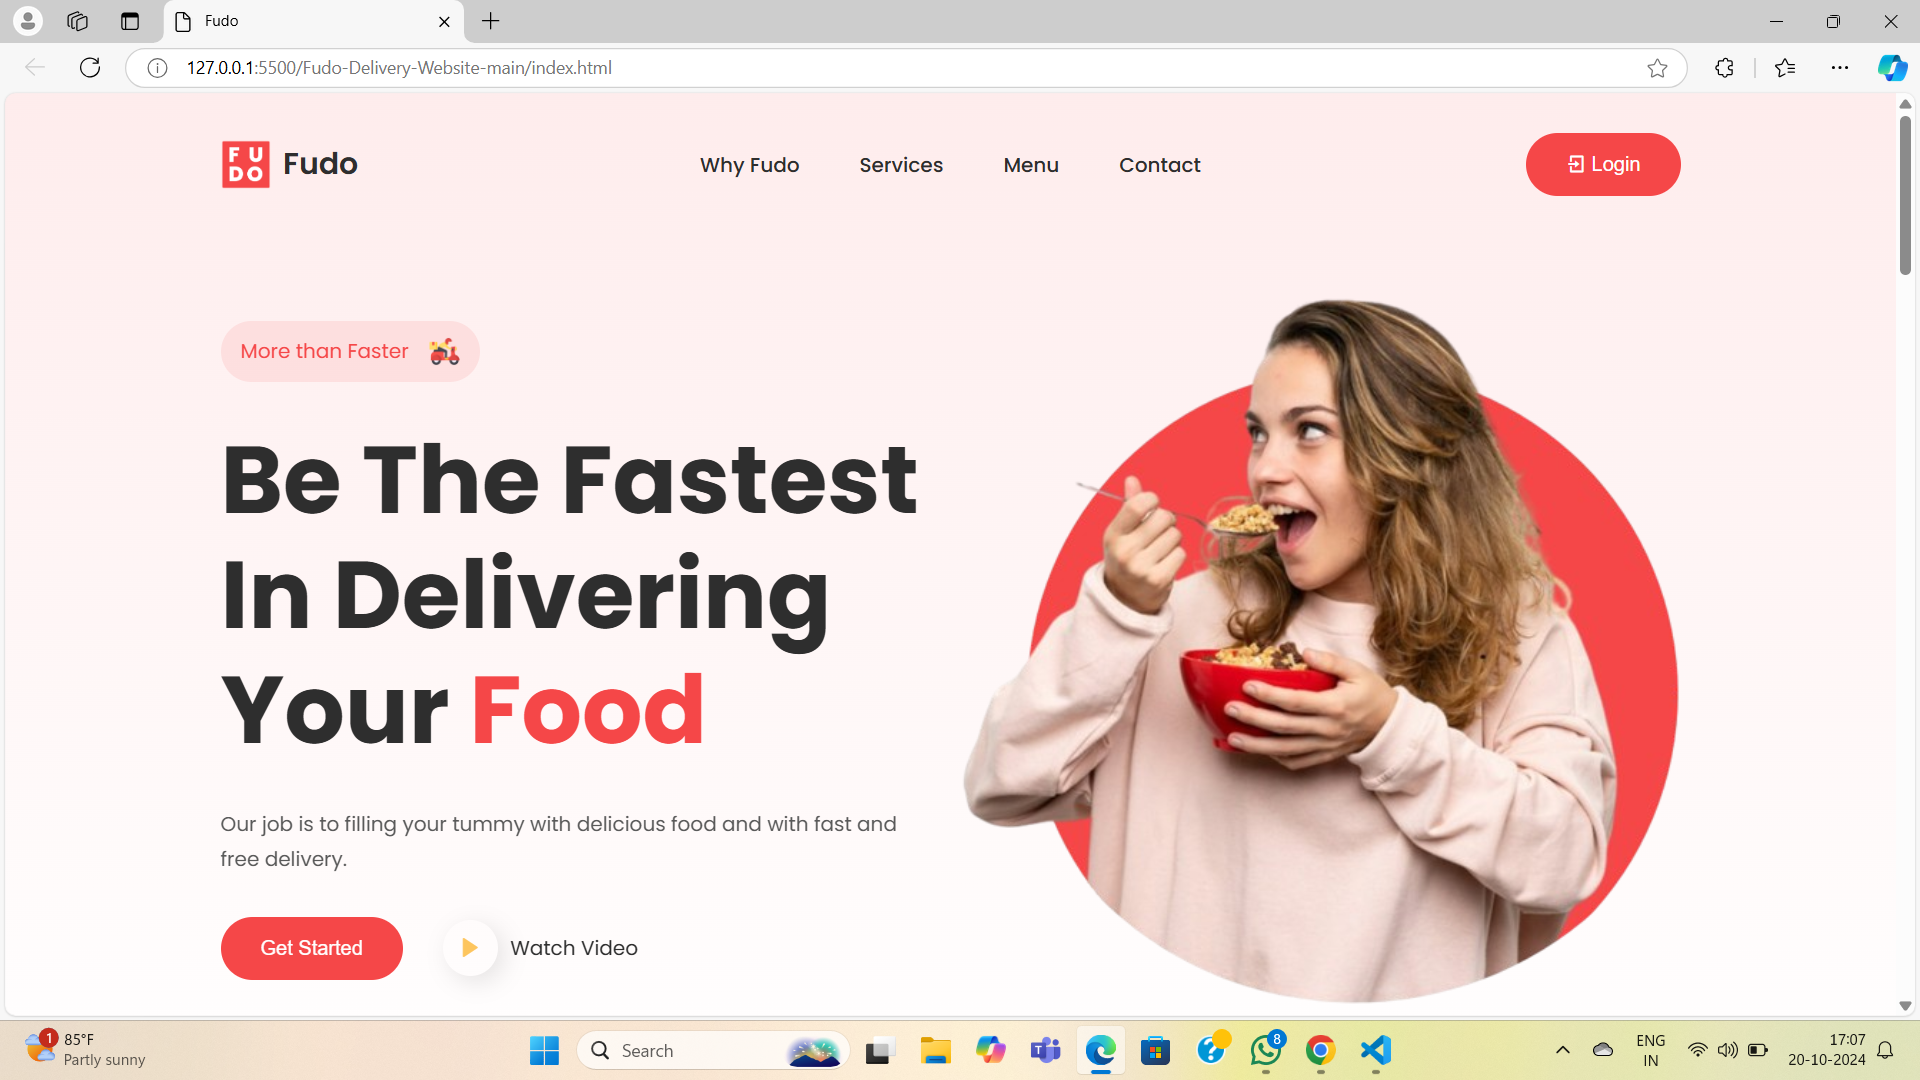 Fudo
127.0.0.1:5500/Fudo-Delivery-Website-main/index.html
FU
DO
Fudo
Why Fudo
Services
Menu
Contact
Login
More than Faster
Be The Fastest
In Delivering
Your Food
Our job is to filling your tummy with delicious food and with fast and
free delivery.
Get Started
Watch Video
1
85°F
Partly sunny
Search
8
ENG
IN
17:07
20-10-2024